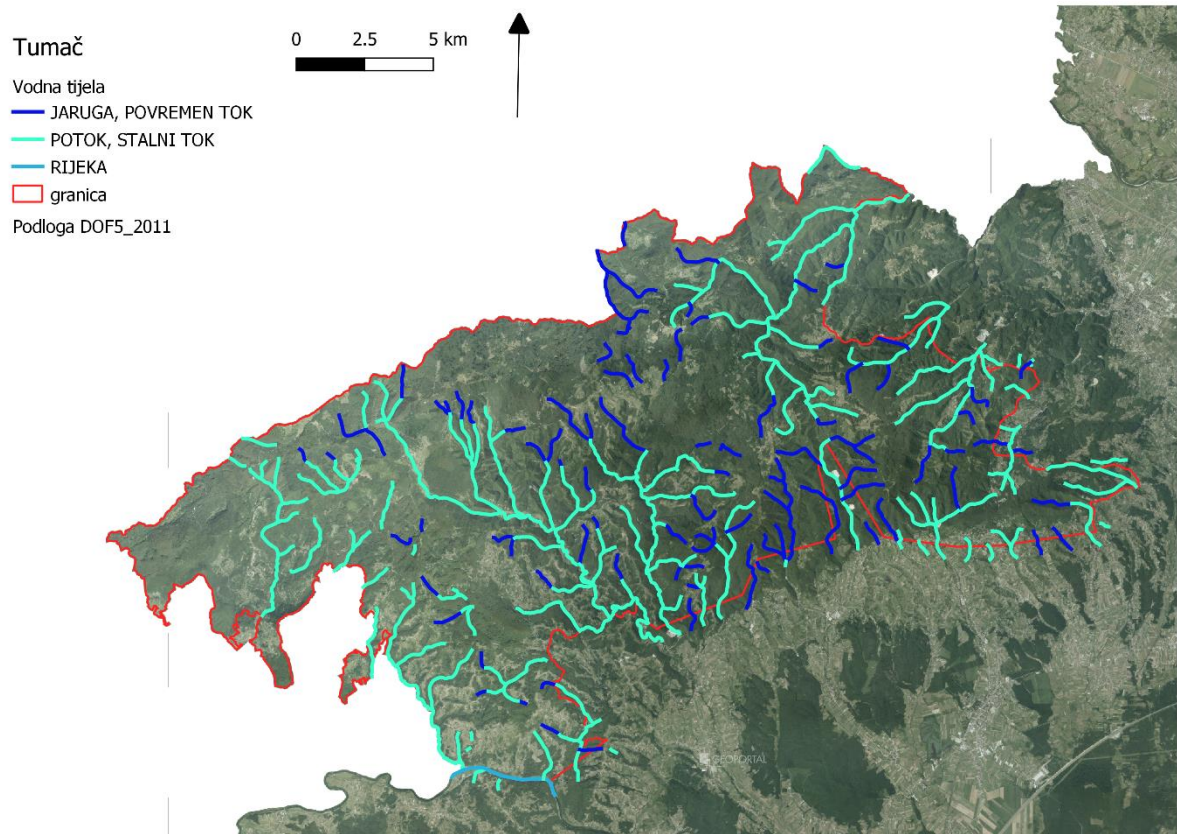 Tumač
Vodna tijela
JARUGA, POVREMEN TOK
POTOK, STALNI TOK
RIJEKA
granica
Podloga DOF5_2011
0 2.5 5 km
GEOPORTAL